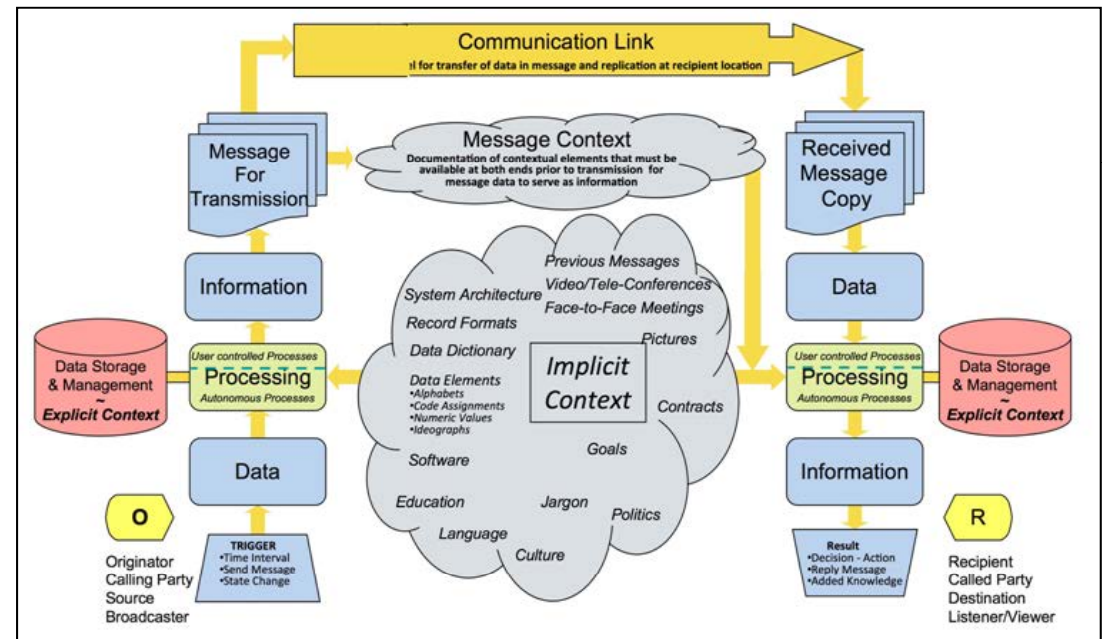 Communication Link
el for transfer of data in message and replication at recipient location
Message
For
Transmission
Message Context
Documentation of contextual elements that must be
available at both ends prior to transmission for
message data to serve as information
Received
Message
Copy
Information
Previous Messages
Video/Tele-Conferences
Face-to-Face Meetings
Pictures
System Architecture
Record Formats
Data Dictionary
Data Elements
•Alphabets
•Code Assignments
•Numeric Values
•Ideographs
Software
Education
Language
Culture
Jargon
Politics
Goals
Contracts
Implicit
Context
Data
Data Storage
& Management
~
Explicit Context
User controlled Processes
Processing
Autonomous Processes
User controlled Processes
Processing
Autonomous Processes
Data Storage
& Management
~
Explicit Context
Data
Information
O
Originator
Calling Party
Source
Broadcaster
TRIGGER
•Time Interval
•Send Message
•State Change
Result
•Decision - Action
•Reply Message
•Added Knowledge
R
Recipient
Called Party
Destination
Listener/Viewer